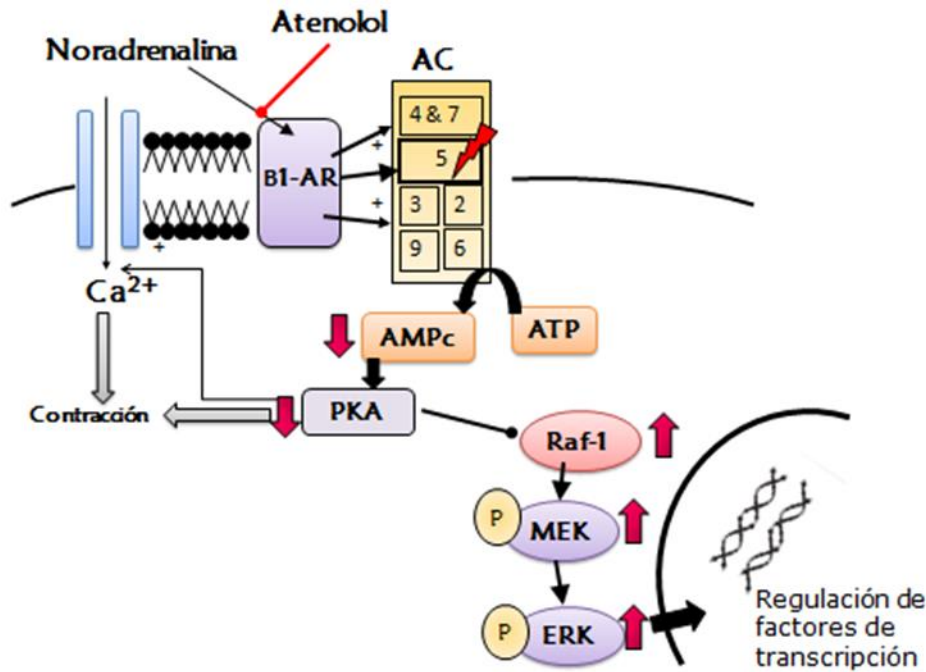 Atenolol
Noradrenalina
AC
4 & 7
B1-AR
+
5
+
3
2
9
6
+
Ca2+
AMPc
ATP
Contracción
PKA
Raf-1
P
MEK
P
ERK
Regulación de
factores de
transcripción